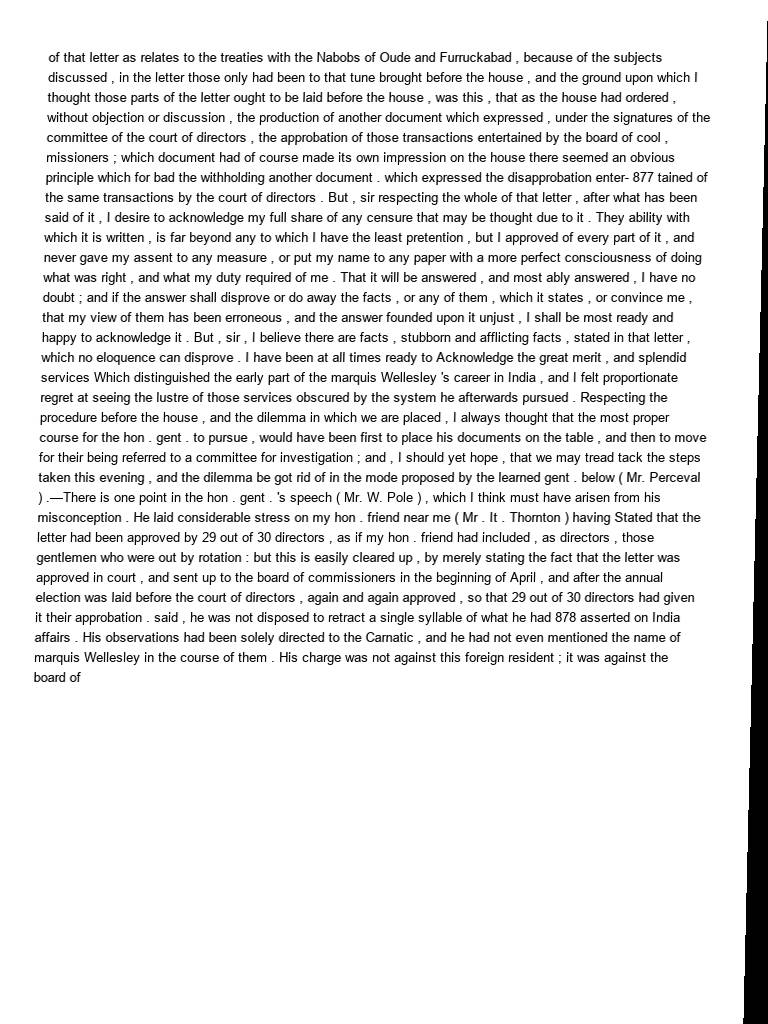 of that letter as relates to the treaties with the Nabobs of Oude and Furruckabad , because of the subjects
discussed , in the letter those only had been to that tune brought before the house , and the ground upon which I
thought those parts of the letter ought to be laid before the house , was this , that as the house had ordered ,
without objection or discussion , the production of another document which expressed , under the signatures of the
committee of the court of directors , the approbation of those transactions entertained by the board of cool ,
missioners ; which document had of course made its own impression on the house there seemed an obvious
principle which for bad the withholding another document . which expressed the disapprobation enter- 877 tained of
the same transactions by the court of directors . But , sir respecting the whole of that letter , after what has been
said of it , I desire to acknowledge my full share of any censure that may be thought due to it . They ability with
which it is written , is far beyond any to which I have the least pretention , but I approved of every part of it , and
never gave my assent to any measure , or put my name to any paper with a more perfect consciousness of doing
what was right , and what my duty required of me . That it will be answered , and most ably answered , I have no
doubt ; and if the answer shall disprove or do away the facts , or any of them , which it states , or convince me ,
that my view of them has been erroneous , and the answer founded upon it unjust , I shall be most ready and
happy to acknowledge it . But , sir , I believe there are facts , stubborn and afflicting facts , stated in that letter ,
which no eloquence can disprove . I have been at all times ready to Acknowledge the great merit , and splendid
services Which distinguished the early part of the marquis Wellesley 's career in India , and I felt proportionate
regret at seeing the lustre of those services obscured by the system he afterwards pursued . Respecting the
procedure before the house , and the dilemma in which we are placed , I always thought that the most proper
course for the hon . gent . to pursue , would have been first to place his documents on the table , and then to move
for their being referred to a committee for investigation ; and , I should yet hope , that we may tread tack the steps
taken this evening , and the dilemma be got rid of in the mode proposed by the learned gent . below ( Mr. Perceval
) .—There is one point in the hon . gent . 's speech ( Mr. W. Pole ) , which I think must have arisen from his
misconception . He laid considerable stress on my hon . friend near me ( Mr . It . Thornton ) having Stated that the
letter had been approved by 29 out of 30 directors , as if my hon . friend had included , as directors , those
gentlemen who were out by rotation : but this is easily cleared up , by merely stating the fact that the letter was
approved in court , and sent up to the board of commissioners in the beginning of April , and after the annual
election was laid before the court of directors , again and again approved , so that 29 out of 30 directors had given
it their approbation . said , he was not disposed to retract a single syllable of what he had 878 asserted on India
affairs . His observations had been solely directed to the Carnatic , and he had not even mentioned the name of
marquis Wellesley in the course of them . His charge was not against this foreign resident ; it was against the
board of